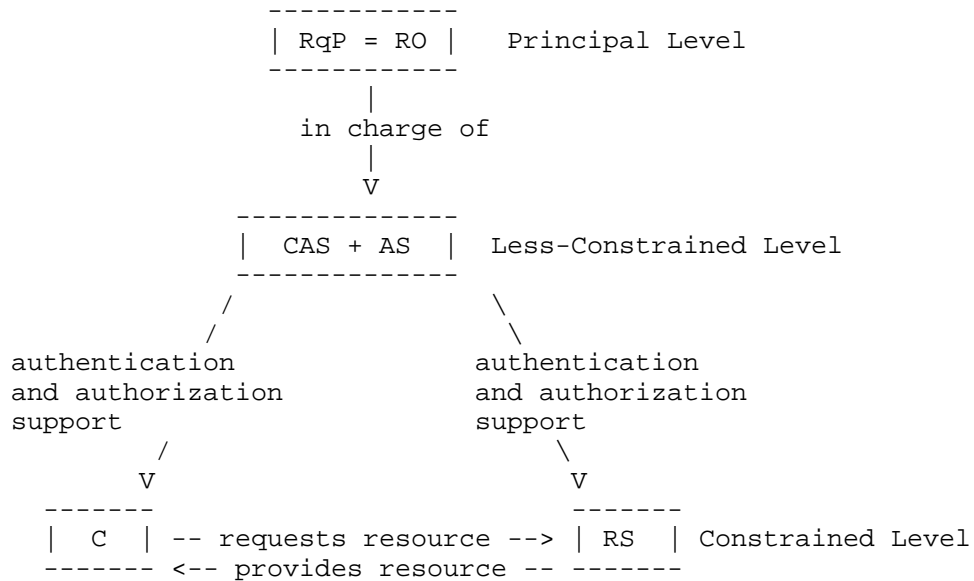 ------------
| RqP = RO |   Principal Level
------------
|
in charge of
|
V
--------------
|  CAS + AS  |  Less-Constrained Level
--------------
/                \
/                  \
authentication               authentication
and authorization            and authorization
support                      support
/                        \
V                          V
-------                           -------
|  C  | -- requests resource --> | RS  | Constrained Level
------- <-- provides resource -- -------